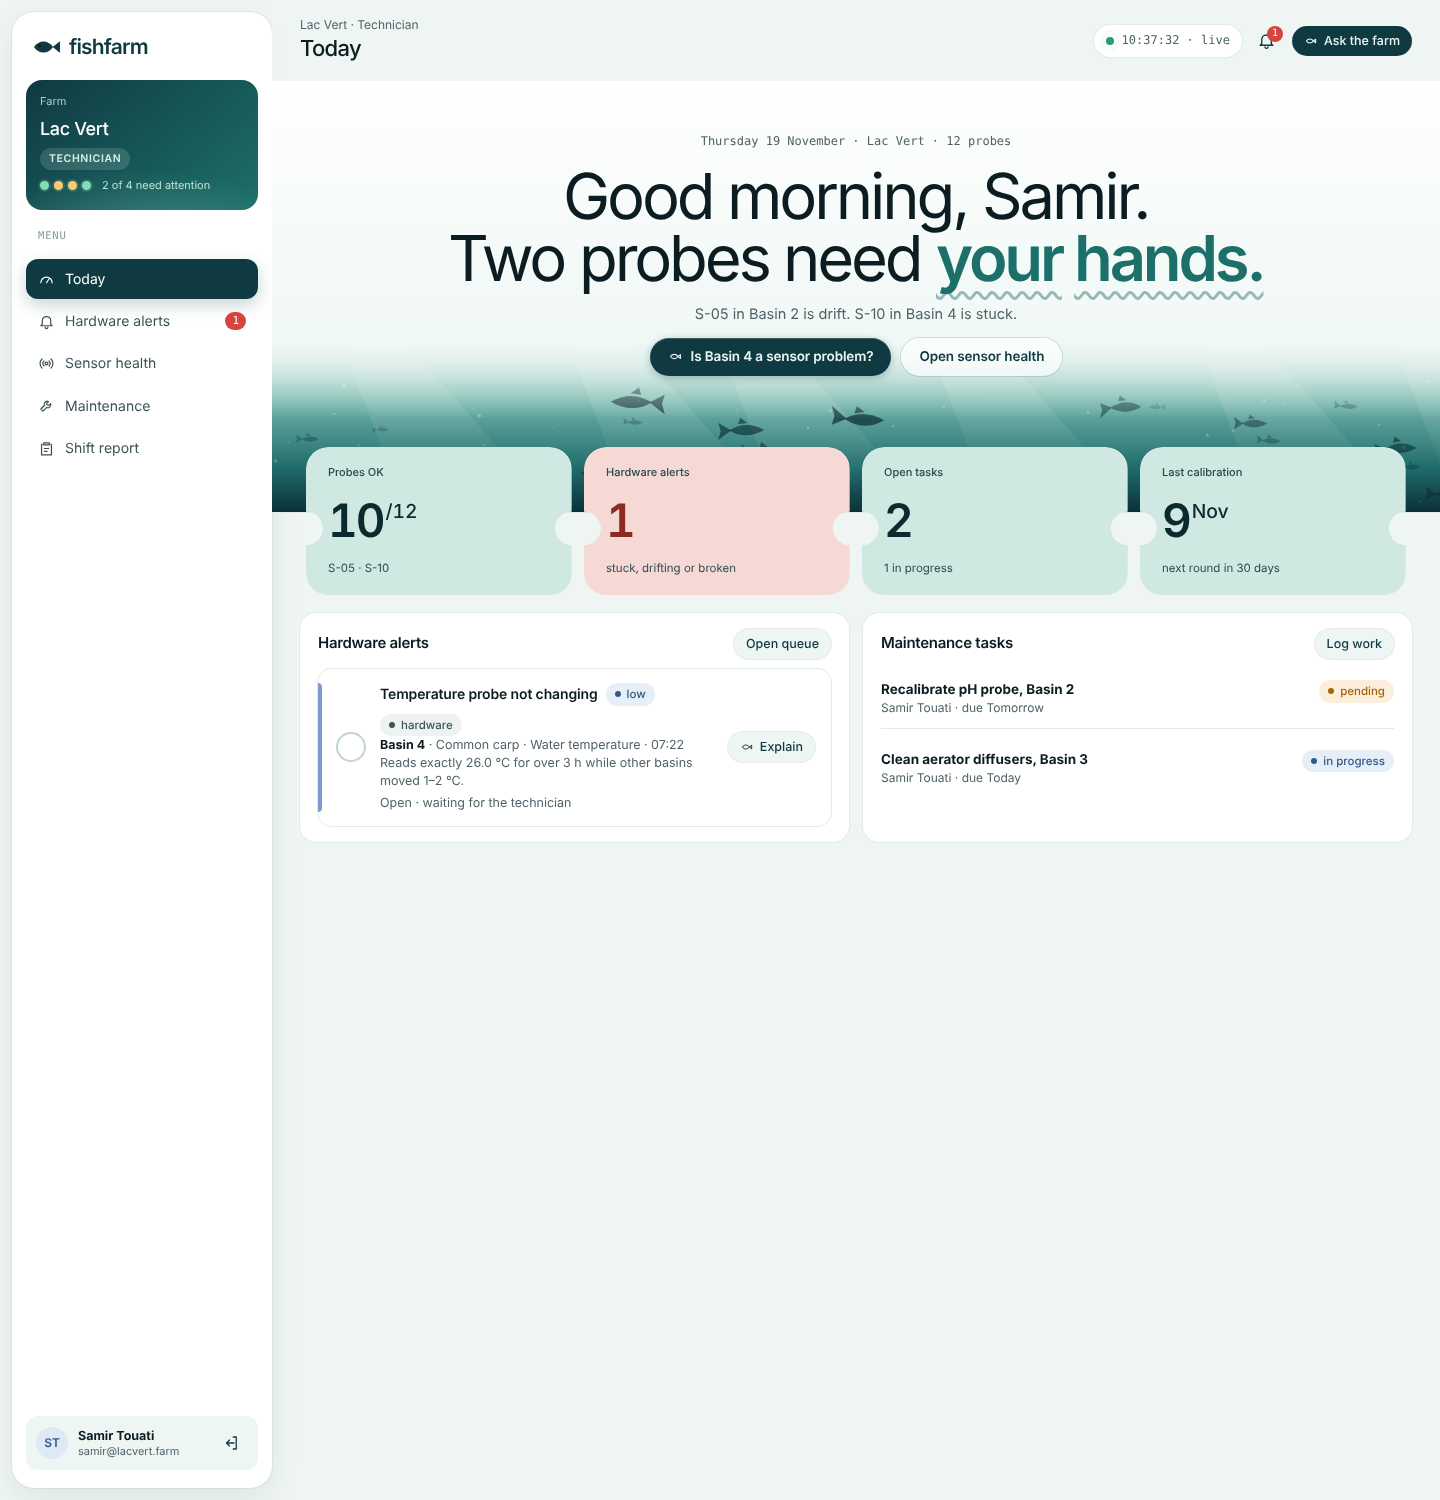 fishfarm
Farm
Lac Vert
TECHNICIAN
2 of 4 need attention
MENU
Today
Hardware alerts
1
Sensor health
Maintenance
Shift report
Samir Touati
ST
samir@lacvert.farm
Lac Vert · Technician
Today
10:37:32 · live
1
Ask the farm
Thursday 19 November · Lac Vert · 12 probes
Good morning, Samir.
Two probes need your hands.
S-05 in Basin 2 is drift. S-10 in Basin 4 is stuck.
Is Basin 4 a sensor problem?
Open sensor health
Probes OK
10/12
S-05 · S-10
Hardware alerts
1
stuck, drifting or broken
Open tasks
2
1 in progress
Last calibration
9 Nov
next round in 30 days
Hardware alerts
Open queue
Temperature probe not changing
low
hardware
Basin 4 · Common carp · Water temperature · 07:22
Reads exactly 26.0 °C for over 3 h while other basins
moved 1–2 °C.
Open · waiting for the technician
Explain
Maintenance tasks
Log work
Recalibrate pH probe, Basin 2
pending
Samir Touati · due Tomorrow
Clean aerator diffusers, Basin 3
in progress
Samir Touati · due Today